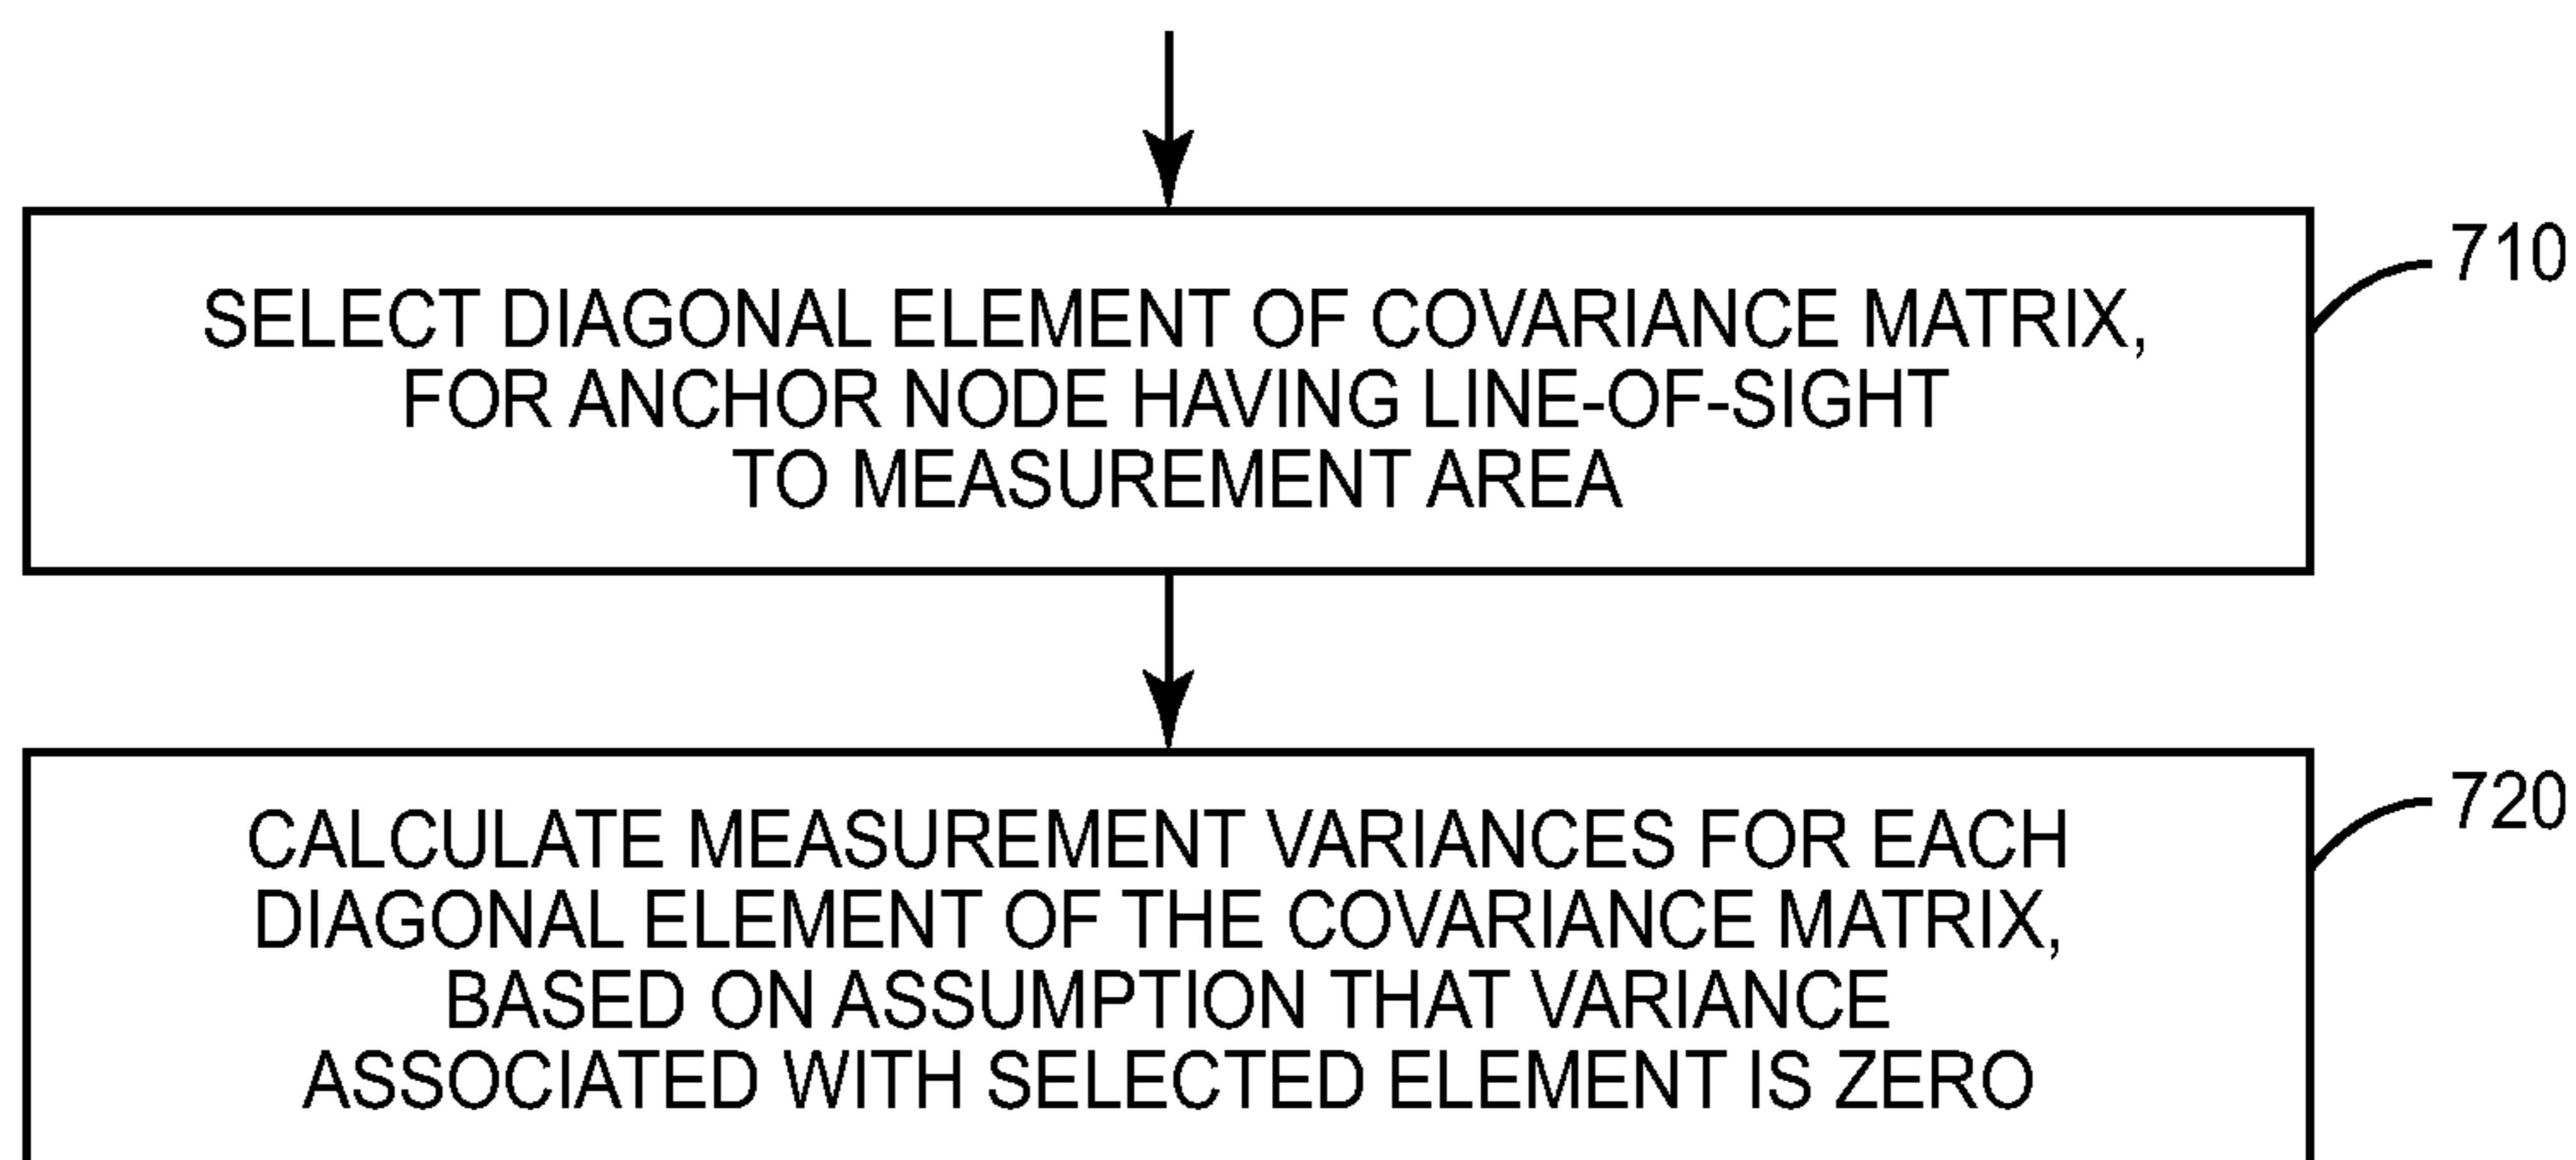 SELECT DIAGONAL ELEMENT OF COVARIANCE MATRIX,
FOR ANCHOR NODE HAVING LINE-OF-SIGHT
TO MEASUREMENT AREA
710
CALCULATE MEASUREMENT VARIANCES FOR EACH
DIAGONAL ELEMENT OF THE COVARIANCE MATRIX,
BASED ON ASSUMPTION THAT VARIANCE
ASSOCIATED WITH SELECTED ELEMENT IS ZERO
720